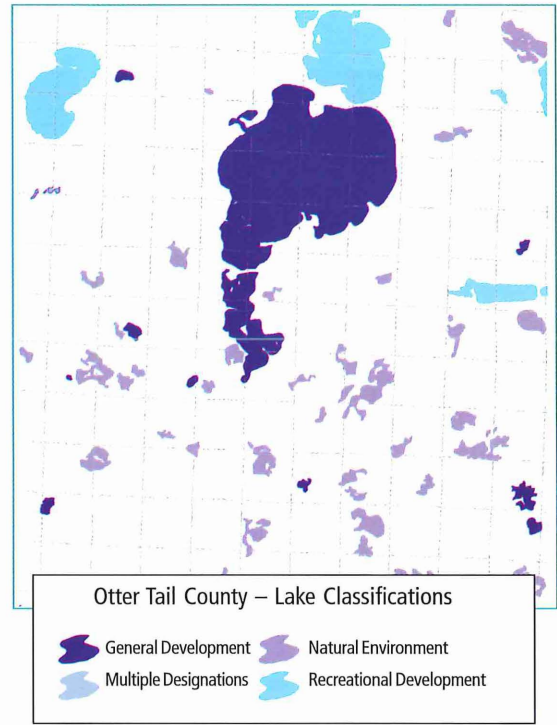 Otter Tail County – Lake Classifications
General Development
Natural Environment
Multiple Designations
Recreational Development